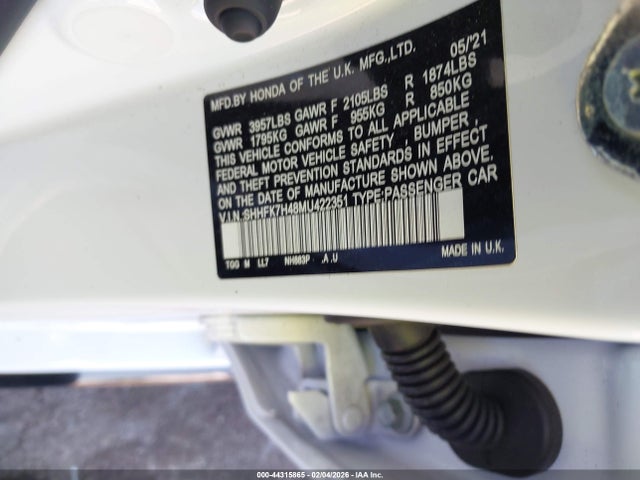 MFD.BY HONDA OF THE U.K. MFG.,LTD. 05/'21
GVWR 3957LBS GAWR F 2105LBS R 1874LBS
GVWR 1795KG GAWR F 955KG R 850KG
THIS VEHICLE CONFORMS TO ALL APPLICABLE
FEDERAL MOTOR VEHICLE SAFETY , BUMPER ,
AND THEFT PREVENTION STANDARDS IN EFFECT
ON THE DATE OF MANUFACTURE SHOWN ABOVE.
V.I.N.:SHHFK7H48MU422351 TYPE:PASSENGER CAR
TGG M LL7 NH883P .A .U MADE IN U.K.
000-44315865 - 02/04/2026 - IAA Inc.